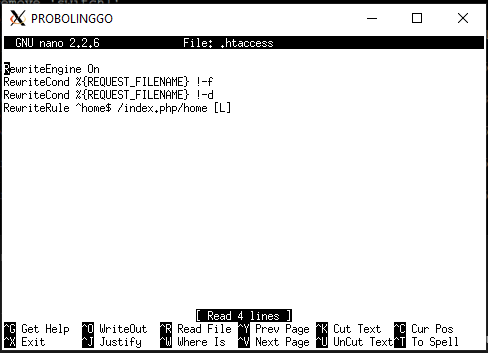 PROBOLINGGO
GNU nano 2.2.6 File: .htaccess
RewriteEngine On
RewriteCond %{REQUEST_FILENAME} !-f
RewriteCond %{REQUEST_FILENAME} !-d
RewriteRule ^home$ /index.php/home [L]
[ Read 4 lines ]
^G Get Help ^O WriteOut ^R Read File ^Y Prev Page ^K Cut Text ^C Cur Pos
^X Exit ^J Justify ^W Where Is ^V Next Page ^U UnCut Text ^T To Spell